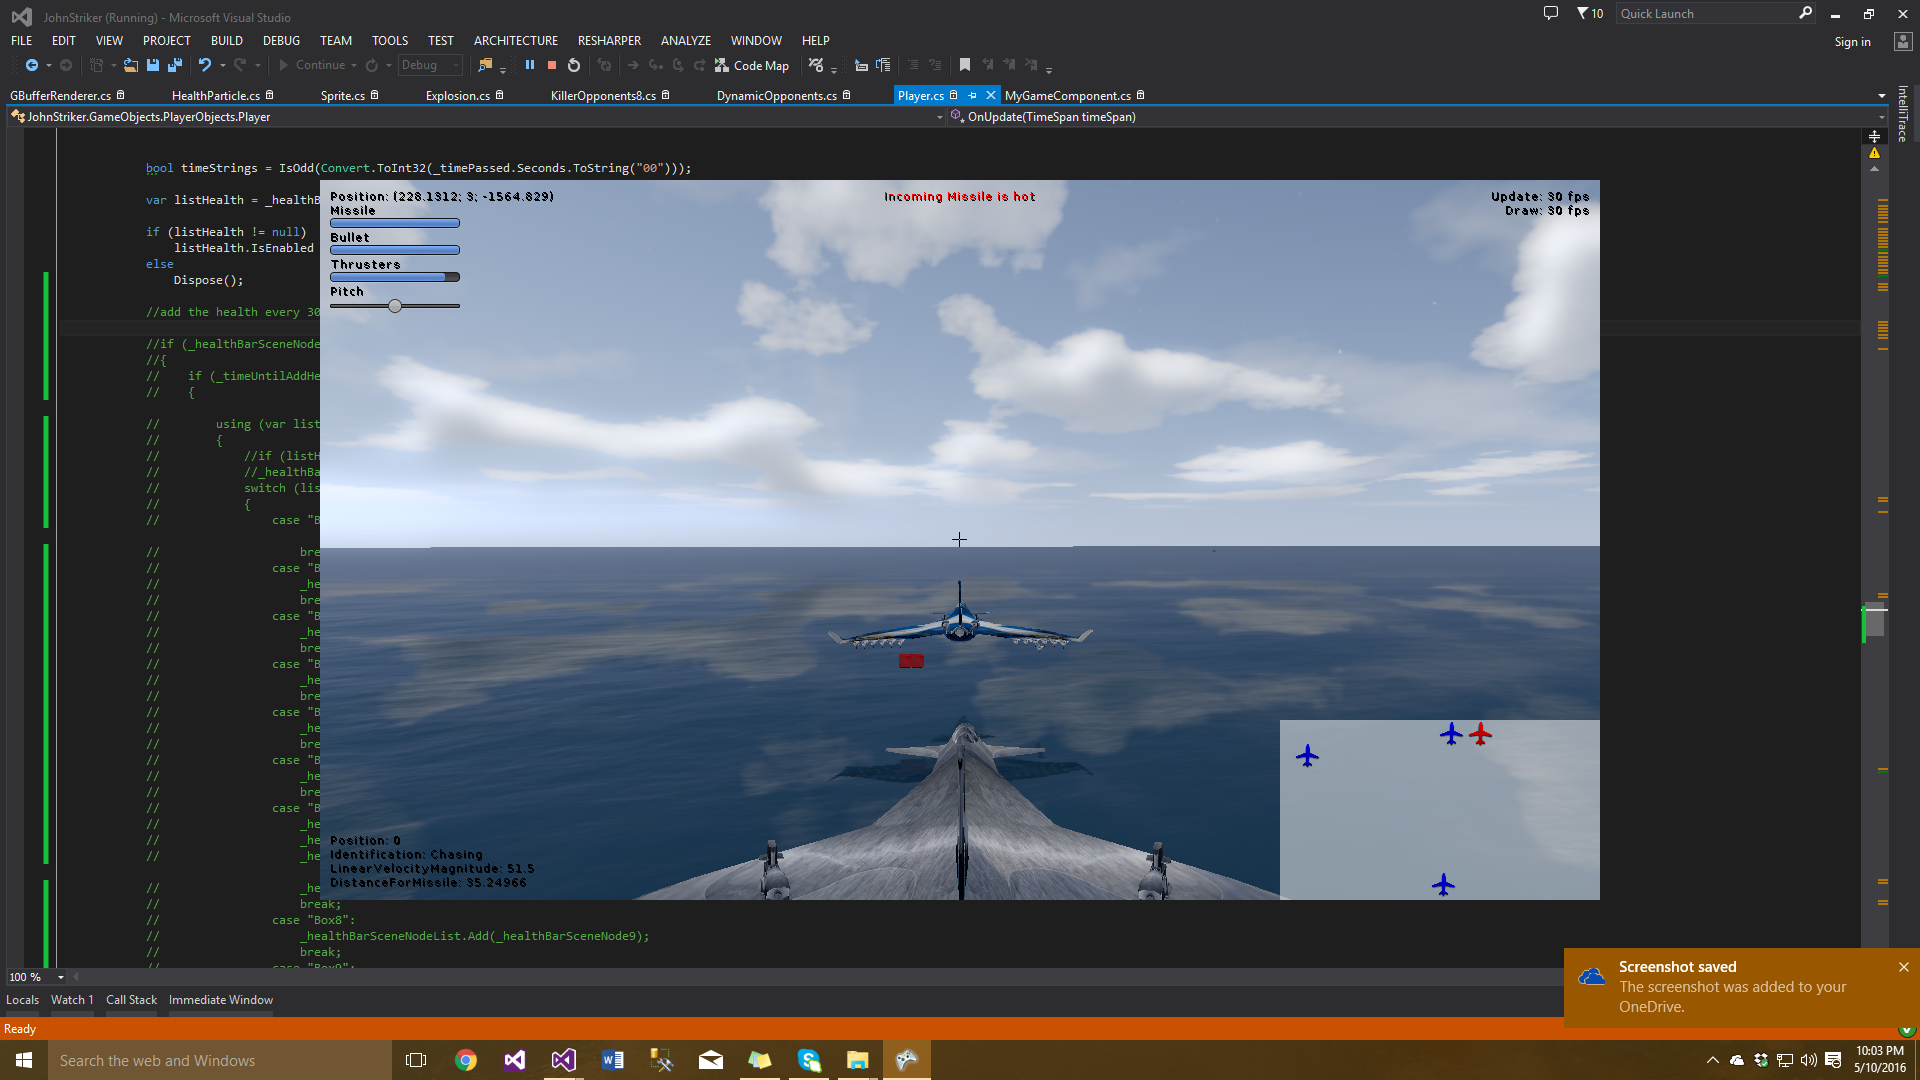 JohnStriker (Running) - Microsoft Visual Studio
10
Quick Launch
FILE EDIT VIEW PROJECT BUILD DEBUG TEAM TOOLS TEST ARCHITECTURE RESHARPER ANALYZE WINDOW HELP
Sign in
Continue Debug Code Map
GBufferRenderer.cs HealthParticle.cs Sprite.cs Explosion.cs KillerOpponents8.cs DynamicOpponents.cs Player.cs MyGameComponent.cs
IntelliTrace
JohnStriker.GameObjects.PlayerObjects.Player OnUpdate(TimeSpan timeSpan)
bool timeStrings = IsOdd(Convert.ToInt32(_timePassed.Seconds.ToString("00")));
var listHealth = _healthB
if (listHealth != null)
listHealth.IsEnabled
else
Dispose();
//add the health every 30
//if (_healthBarSceneNode
//{
// if (_timeUntilAddHe
// {
// using (var list
// {
// //if (listH
// //_healthBa
// switch (lis
// {
// case "B
// bre
// case "B
// _he
// bre
// case "B
// _he
// bre
// case "B
// _he
// bre
// case "B
// _he
// bre
// case "B
// _he
// bre
// case "B
// _he
// _he
// _he
// _he
// break;
// case "Box8":
// _healthBarSceneNodeList.Add(_healthBarSceneNode9);
// break;
// case "Box9":
Position: (228.1312; 3; -1564.829)
Missile
Bullet
Thrusters
Pitch
Incoming Missile is hot
Update: 30 fps
Draw: 30 fps
Position: 0
Identification: Chasing
LinearVelocityMagnitude: 51.5
DistanceForMissile: 35.24966
100 %
Locals Watch 1 Call Stack Immediate Window
Ready
Screenshot saved
The screenshot was added to your
OneDrive.
Search the web and Windows
10:03 PM
5/10/2016